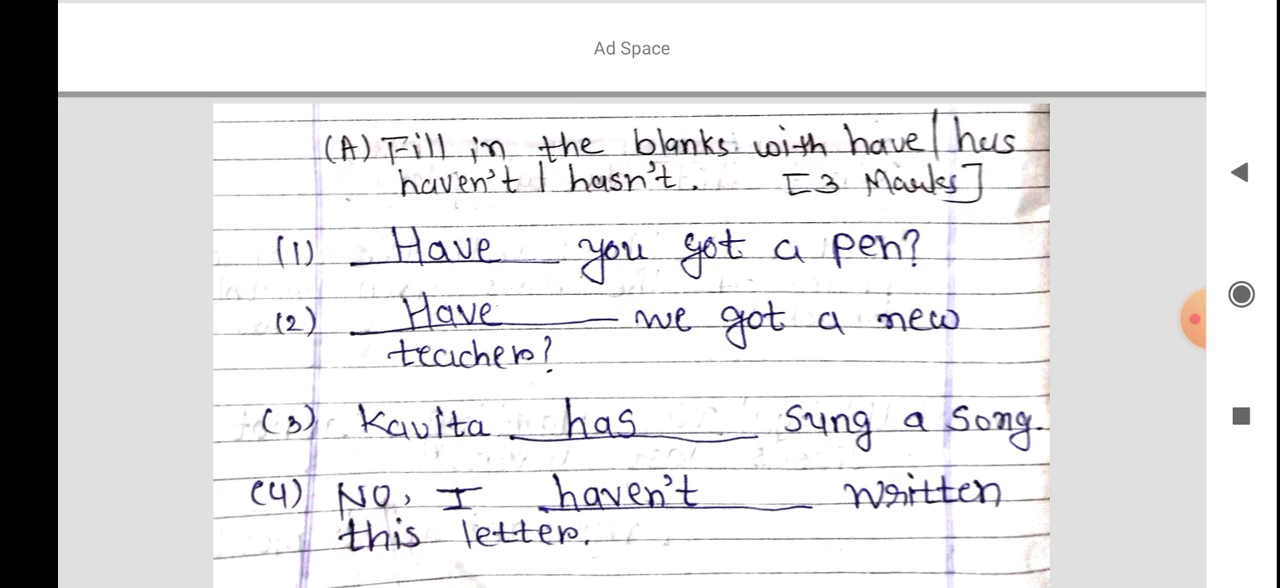 Ad Space
(A) Fill in the blanks with have / has
haven't / hasn't. [3 Marks]
(1) Have you got a pen?
(2) Have we got a new
teacher?
(3) Kavita has sung a song.
(4) No, I haven't written
this letter.